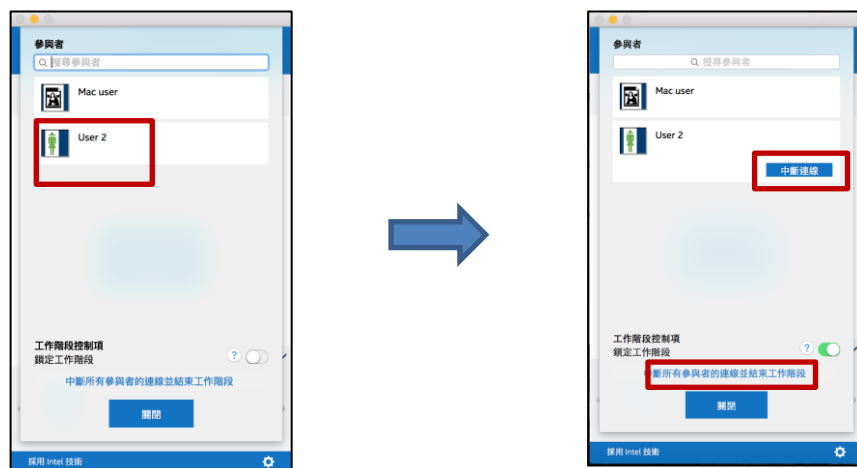 參與者
搜尋參與者
Mac user
User 2
工作階段控制項
鎖定工作階段
?
中斷所有參與者的連線並結束工作階段
關閉
採用 Intel 技術
參與者
搜尋參與者
Mac user
User 2
中斷連線
工作階段控制項
鎖定工作階段
?
中斷所有參與者的連線並結束工作階段
關閉
採用 Intel 技術